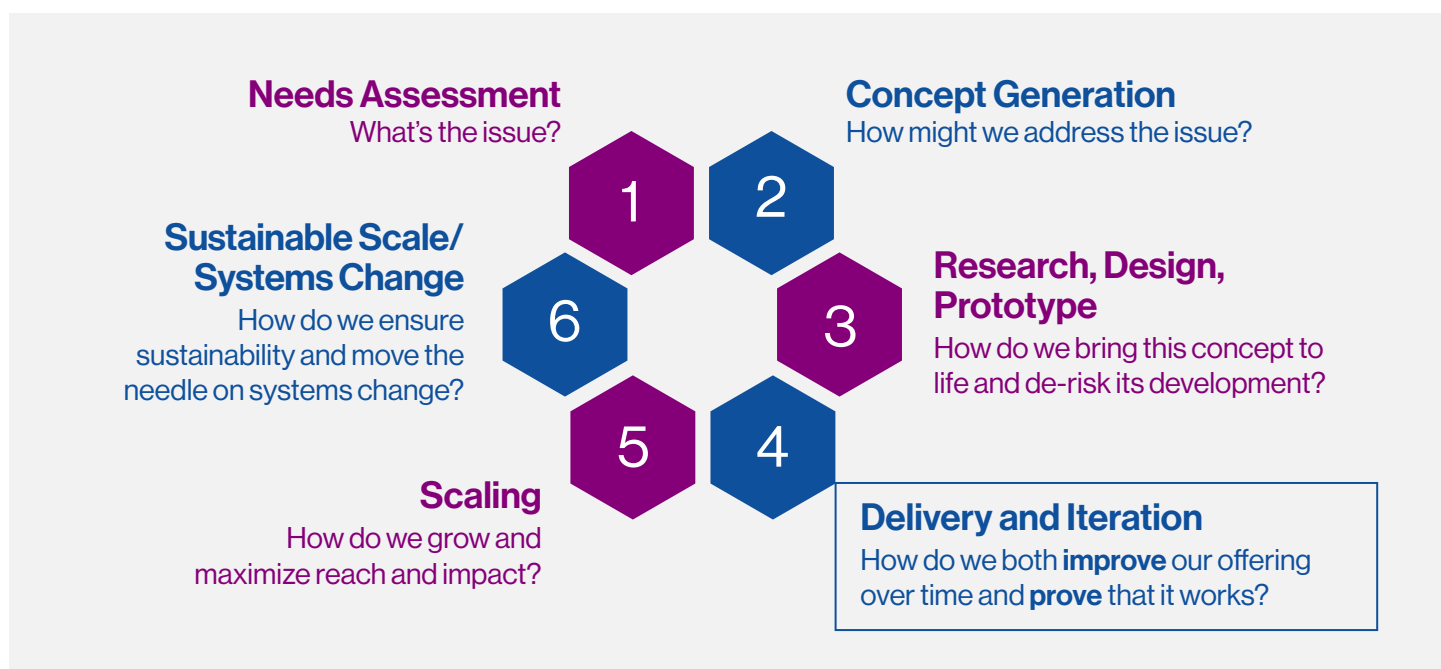 Needs Assessment
What’s the issue?
1
2
Concept Generation
How might we address the issue?
3
Research, Design,
Prototype
How do we bring this concept to
life and de-risk its development?
4
Delivery and Iteration
How do we both improve our offering
over time and prove that it works?
5
Scaling
How do we grow and
maximize reach and impact?
6
Sustainable Scale/
Systems Change
How do we ensure
sustainability and move the
needle on systems change?